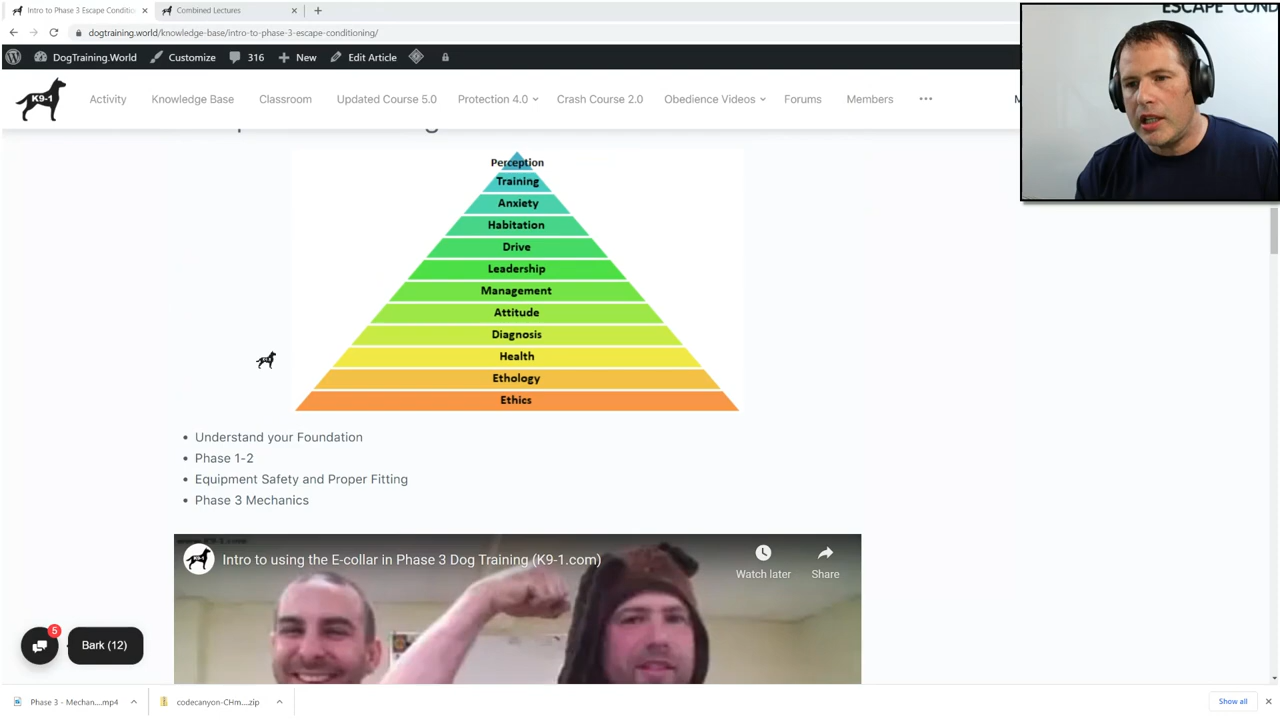 Intro to Phase 3 Escape Conditio
Combined Lectures
ESCAPE COND
dogtraining.world/knowledge-base/intro-to-phase-3-escape-conditioning/
DogTraining.World
Customize
316
New
Edit Article
K9-1
Activity
Knowledge Base
Classroom
Updated Course 5.0
Protection 4.0
Crash Course 2.0
Obedience Videos
Forums
Members
M
Perception
Training
Anxiety
Habitation
Drive
Leadership
Management
Attitude
Diagnosis
Health
Ethology
Ethics
Understand your Foundation
Phase 1-2
Equipment Safety and Proper Fitting
Phase 3 Mechanics
Intro to using the E-collar in Phase 3 Dog Training (K9-1.com)
Watch later
Share
5
Bark (12)
Phase 3 - Mechan....mp4
codecanyon-CHm....zip
Show all